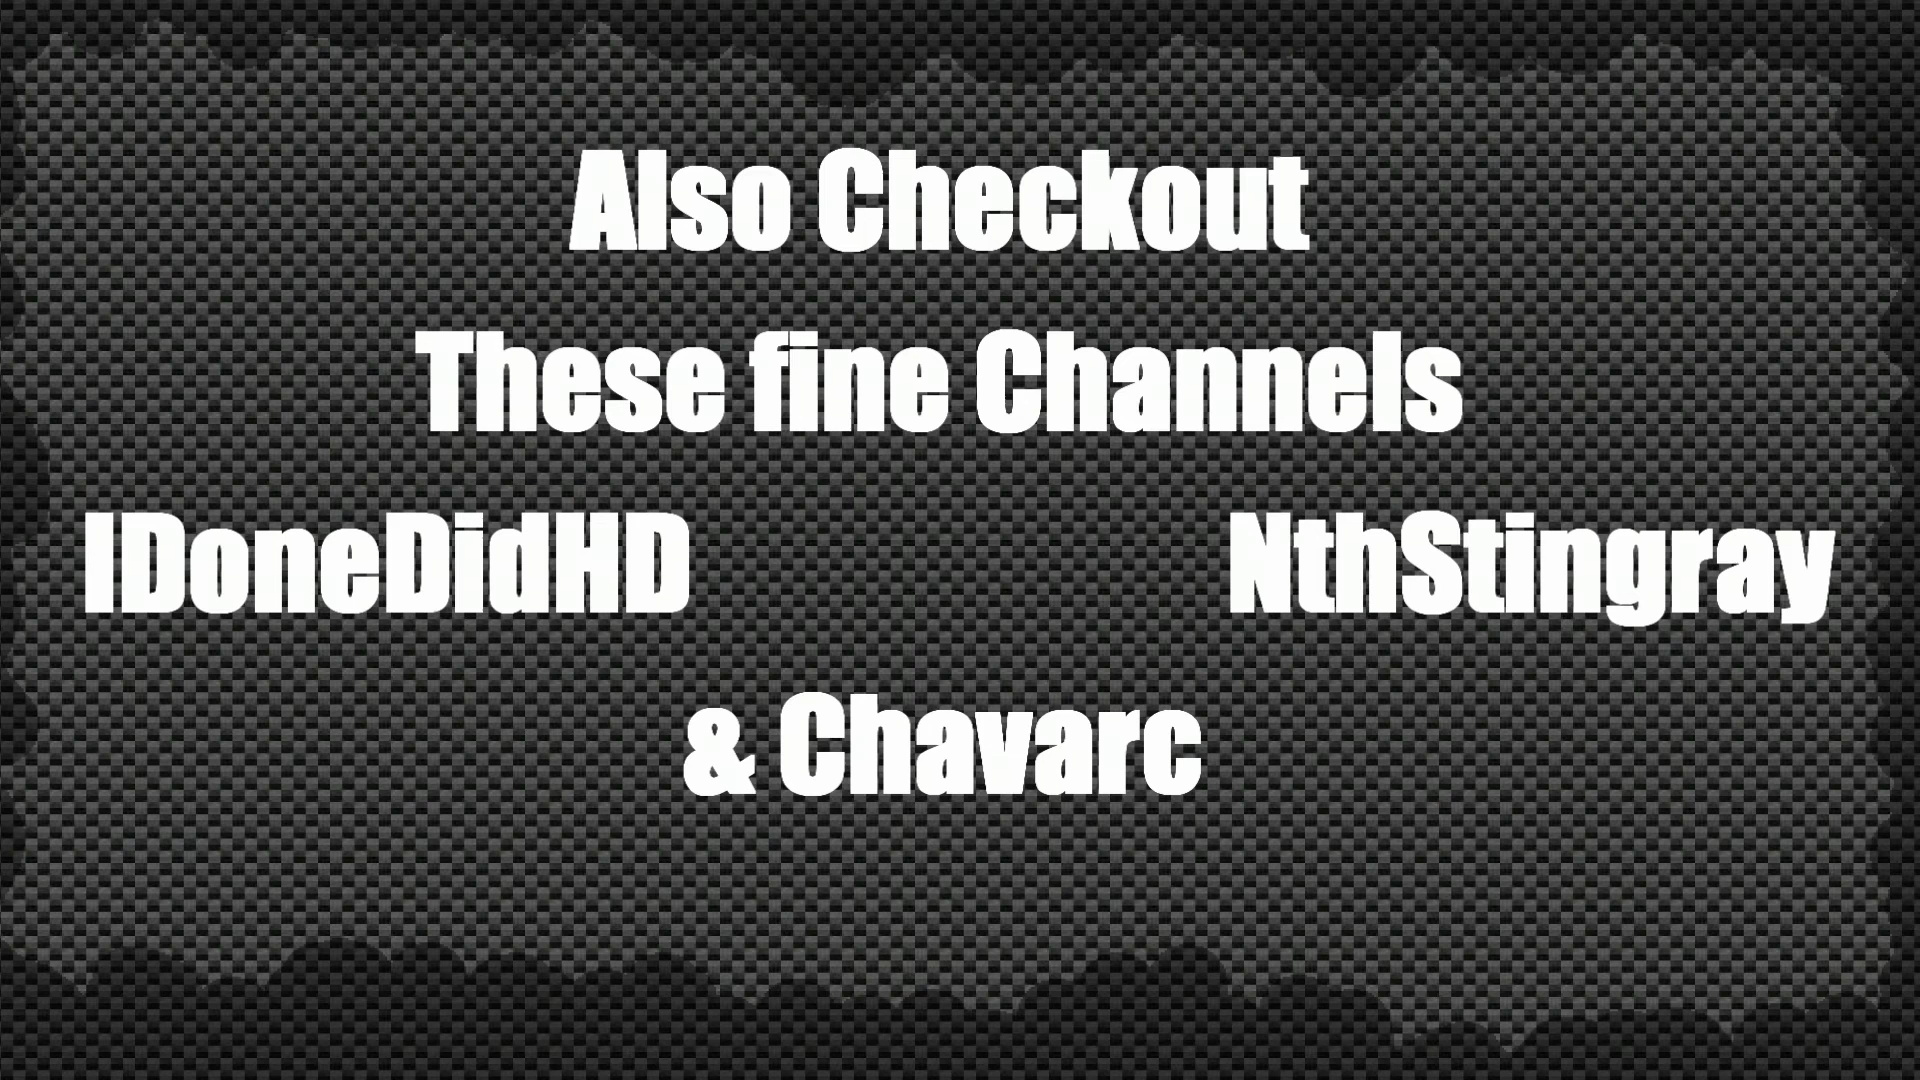 Also Checkout
These fine Channels
IDoneDidHD NthStingray
& Chavarc